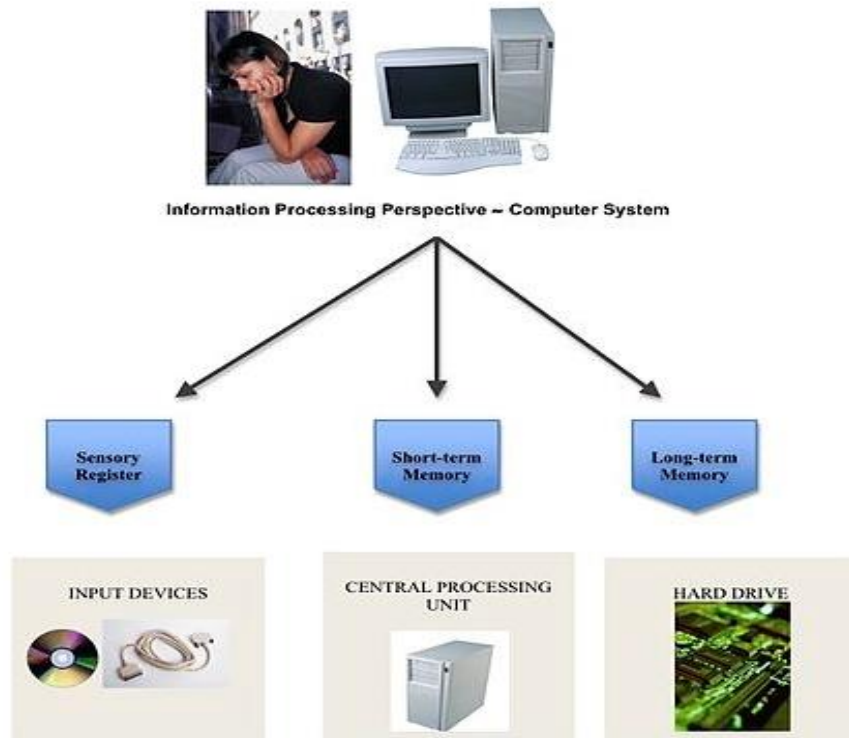 Information Processing Perspective ~ Computer System
Sensory
Register
Short-term
Memory
Long-term
Memory
INPUT DEVICES
CENTRAL PROCESSING
UNIT
HARD DRIVE